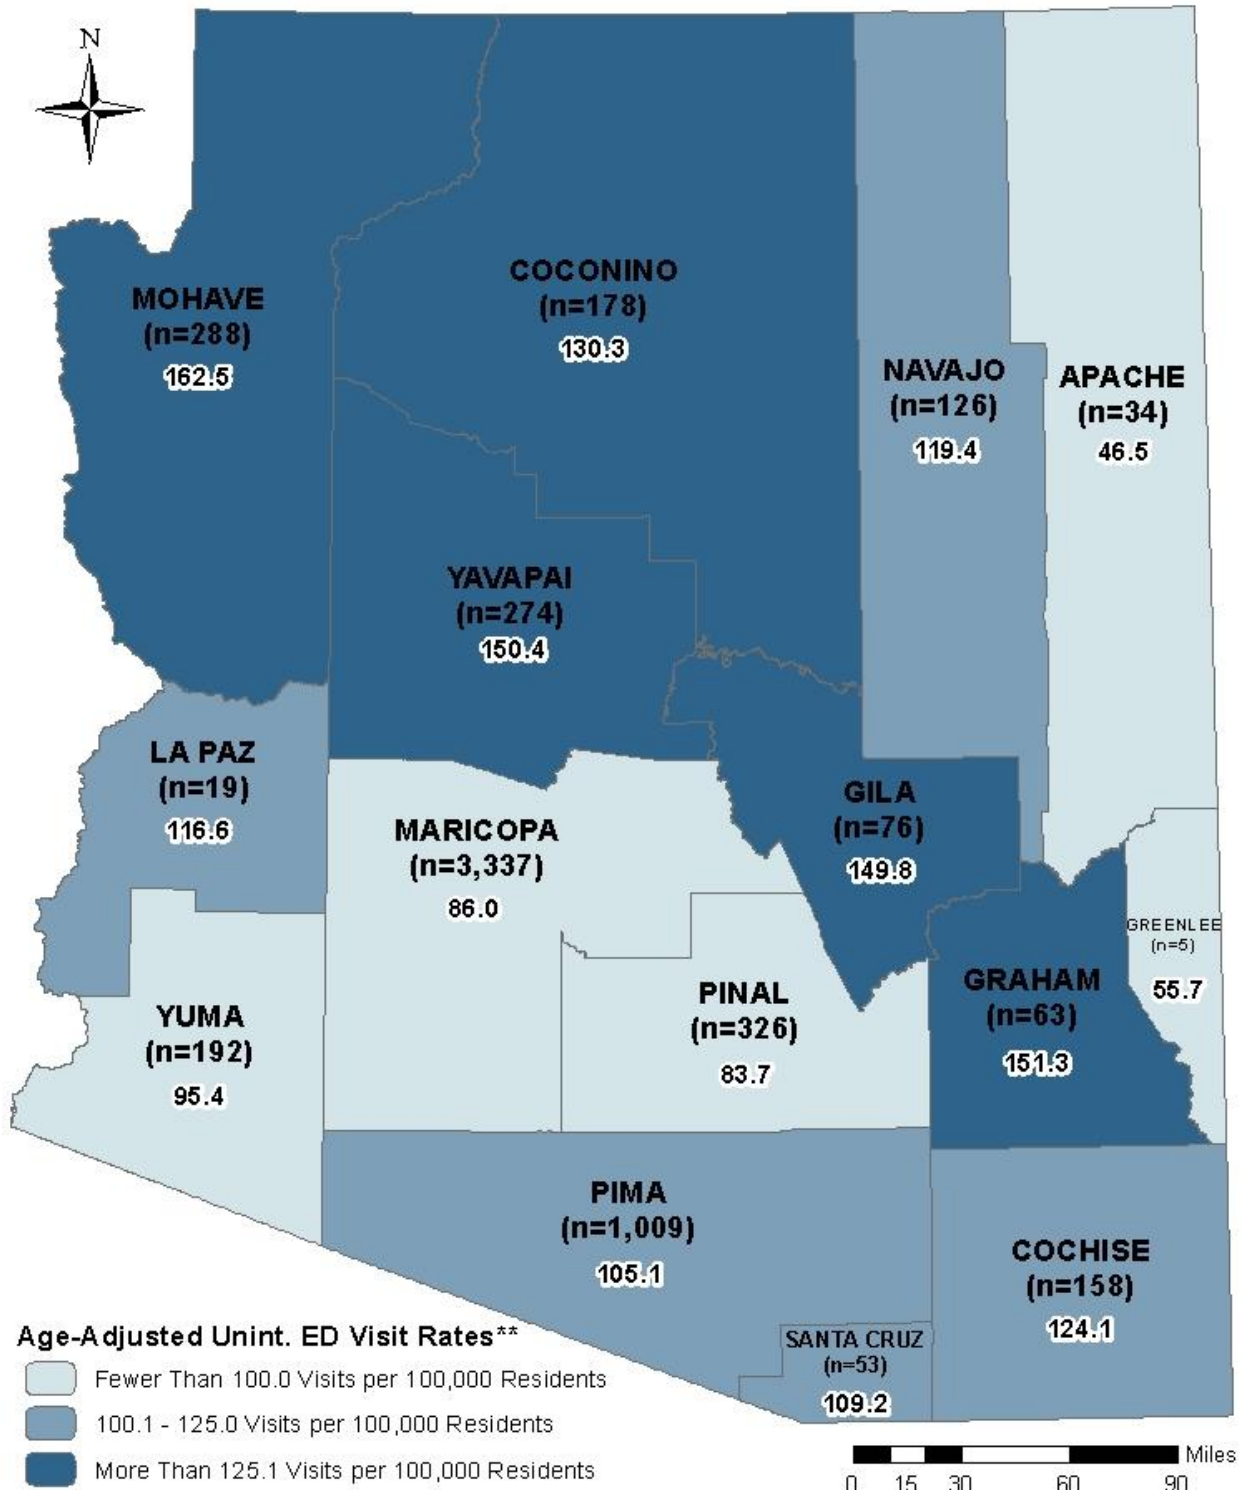 N
MOHAVE
(n=288)
162.5
COCONINO
(n=178)
130.3
NAVAJO
(n=126)
119.4
APACHE
(n=34)
46.5
YAVAPAI
(n=274)
150.4
LA PAZ
(n=19)
116.6
MARICOPA
(n=3,337)
86.0
GILA
(n=76)
149.8
GREENLEE
(n=5)
55.7
GRAHAM
(n=63)
151.3
PINAL
(n=326)
83.7
YUMA
(n=192)
95.4
PIMA
(n=1,009)
105.1
COCHISE
(n=158)
124.1
SANTA CRUZ
(n=53)
109.2
Age-Adjusted Unint. ED Visit Rates**
Fewer Than 100.0 Visits per 100,000 Residents
100.1 - 125.0 Visits per 100,000 Residents
More Than 125.1 Visits per 100,000 Residents
Miles
0 15 30 60 90